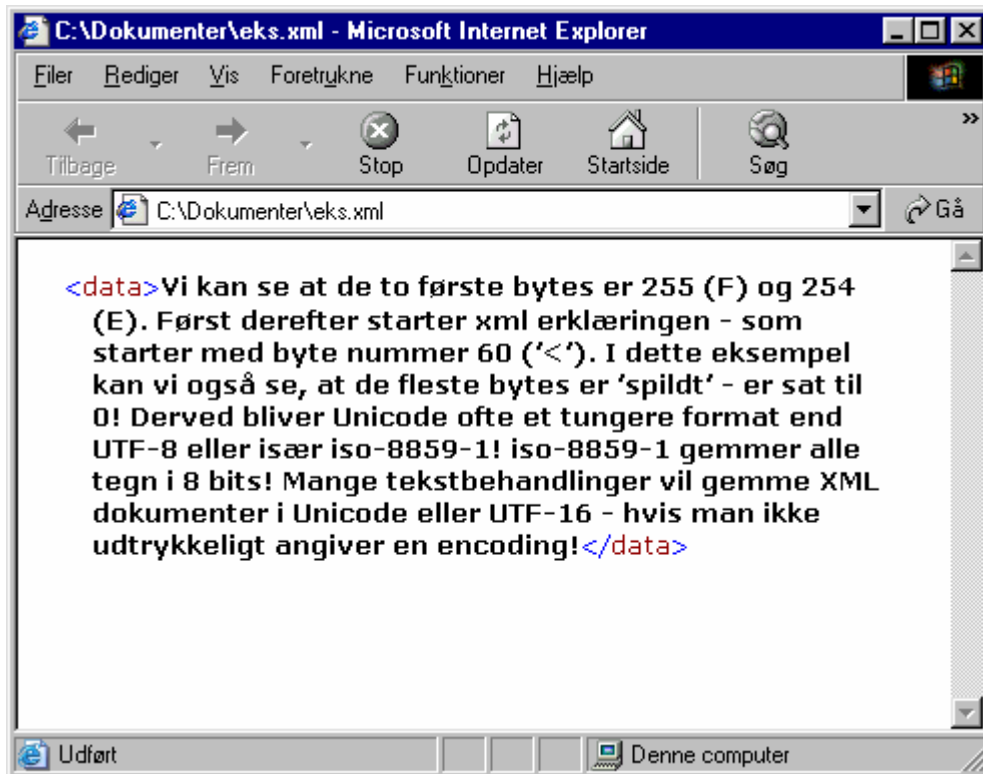 C:\Dokumenter\eks.xml - Microsoft Internet Explorer
Filer Rediger Vis Foretrukne Funktioner Hjælp
»
Tilbage Frem Stop Opdater Startside Søg
Adresse C:\Dokumenter\eks.xml Gå
<data>Vi kan se at de to første bytes er 255 (F) og 254
(E). Først derefter starter xml erklæringen - som
starter med byte nummer 60 (’<’). I dette eksempel
kan vi også se, at de fleste bytes er ’spildt’ - er sat til
0! Derved bliver Unicode ofte et tungere format end
UTF-8 eller især iso-8859-1! iso-8859-1 gemmer alle
tegn i 8 bits! Mange tekstbehandlinger vil gemme XML
dokumenter i Unicode eller UTF-16 - hvis man ikke
udtrykkeligt angiver en encoding!</data>
Udført Denne computer